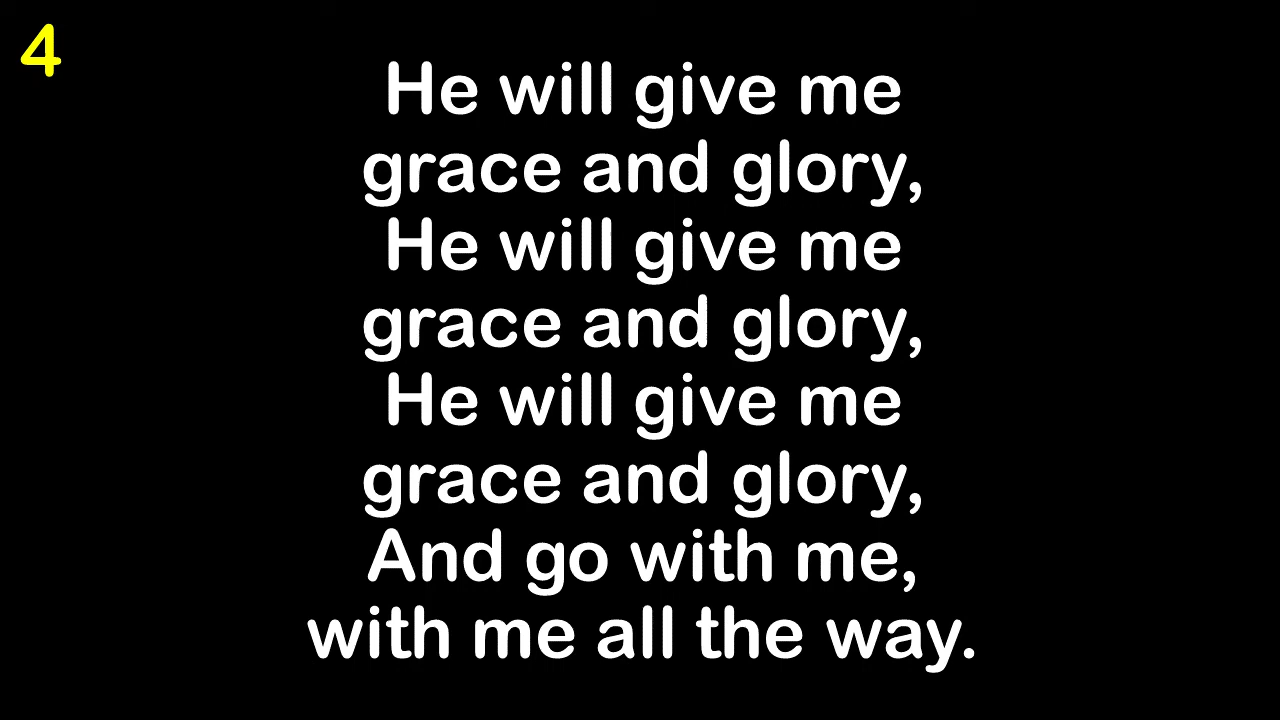 4
He will give me
grace and glory,
He will give me
grace and glory,
He will give me
grace and glory,
And go with me,
with me all the way.